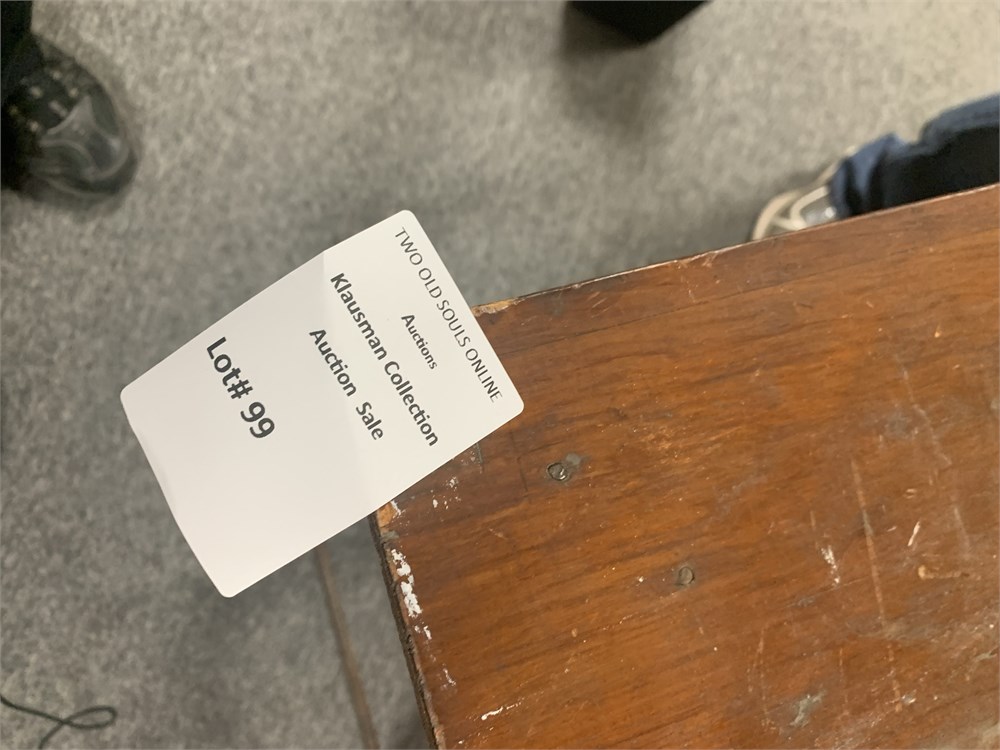 TWO OLD SOULS ONLINE
Auctions
Klausman Collection
Auction Sale
Lot# 99